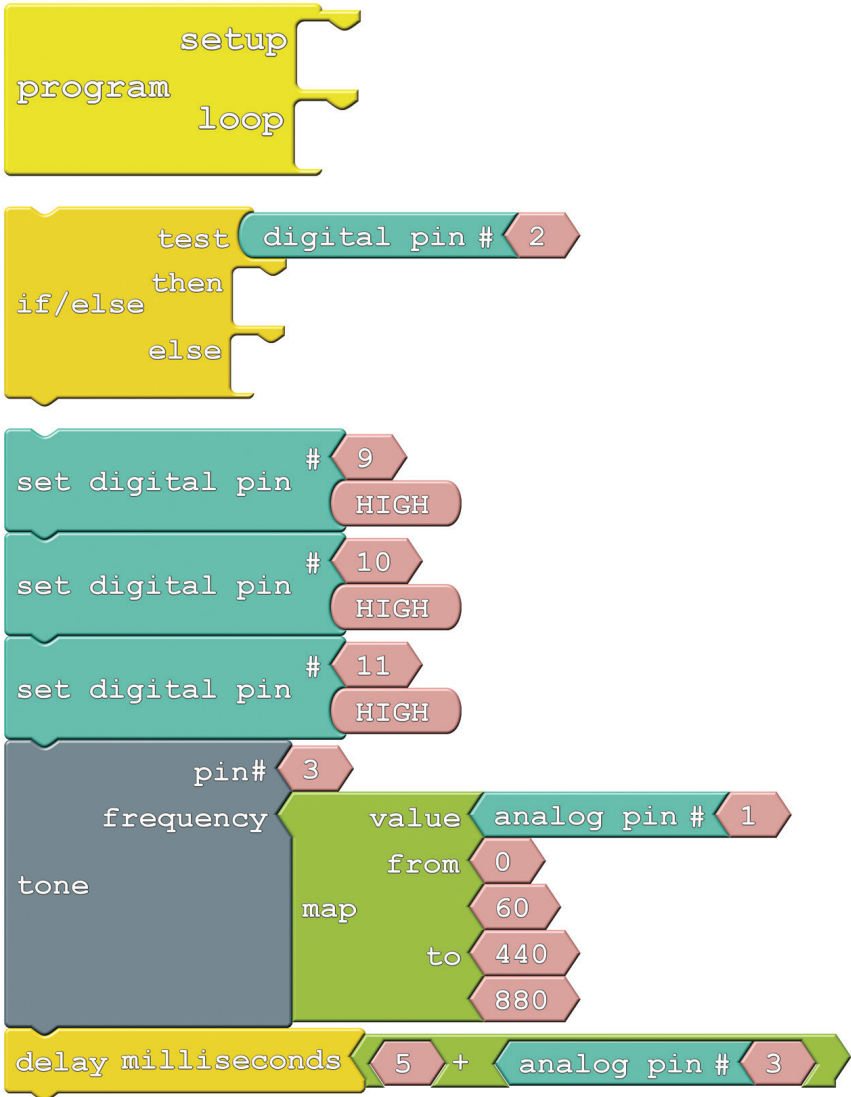 setup
program
loop
test digital pin # 2
then
if/else
else
# 9
set digital pin
HIGH
# 10
set digital pin
HIGH
# 11
set digital pin
HIGH
pin# 3
frequency value analog pin # 1
from 0
tone
map 60
to 440
880
delay milliseconds 5 + analog pin # 3